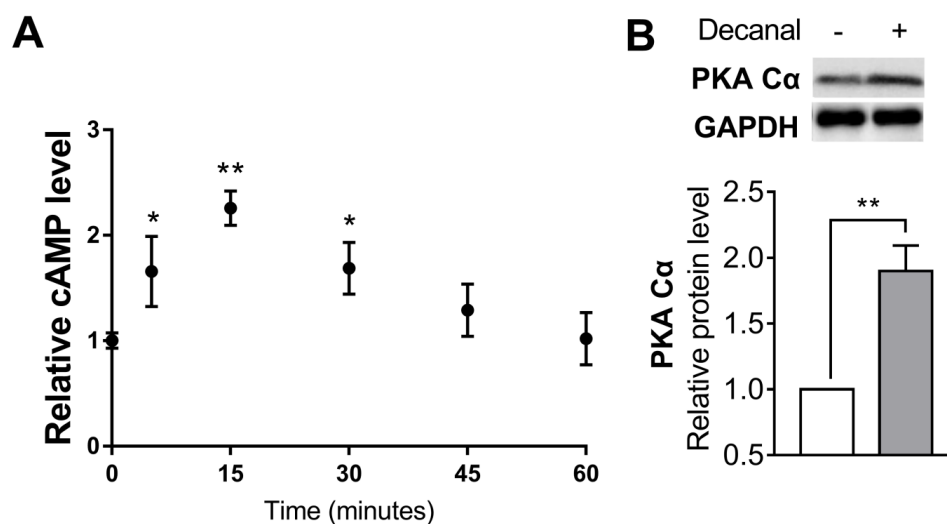 A
Relative cAMP level
3
2
1
0
*
**
*
0 15 30 45 60
Time (minutes)
B
Decanal - +
PKA Cα
GAPDH
PKA Cα
Relative protein level
2.5
2.0
1.5
1.0
0.5
**